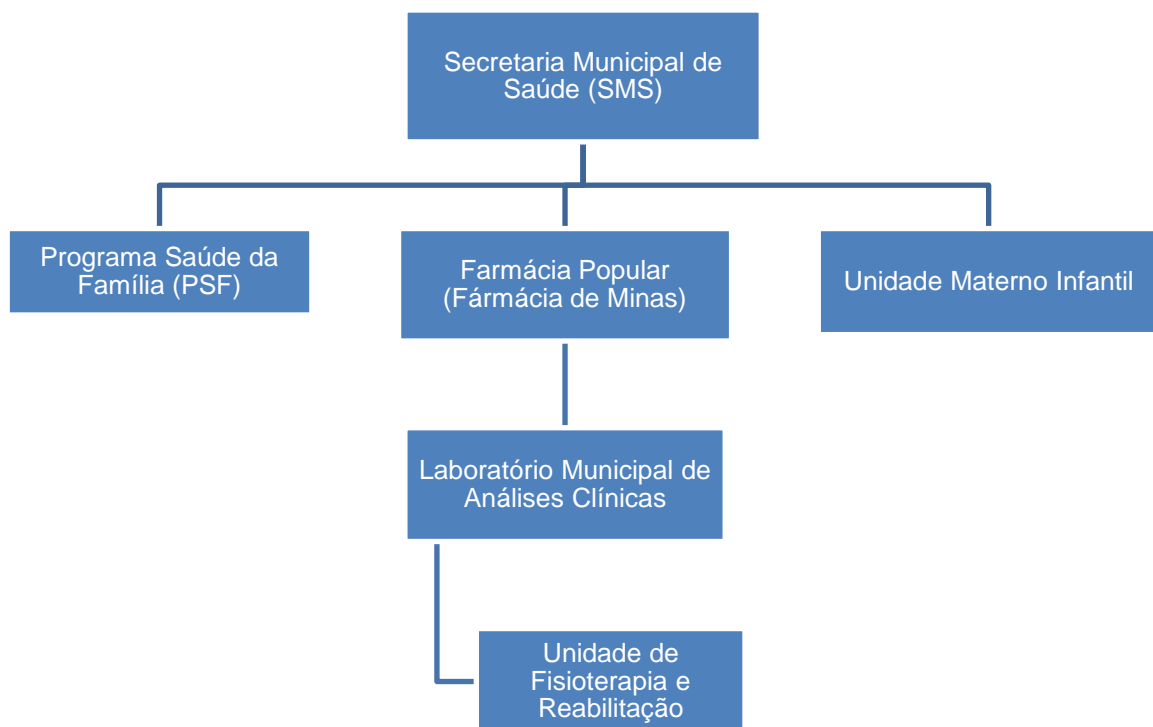 Secretaria Municipal de
Saúde (SMS)
Programa Saúde da
Família (PSF)
Farmácia Popular
(Fármácia de Minas)
Unidade Materno Infantil
Laboratório Municipal de
Análises Clínicas
Unidade de
Fisioterapia e
Reabilitação